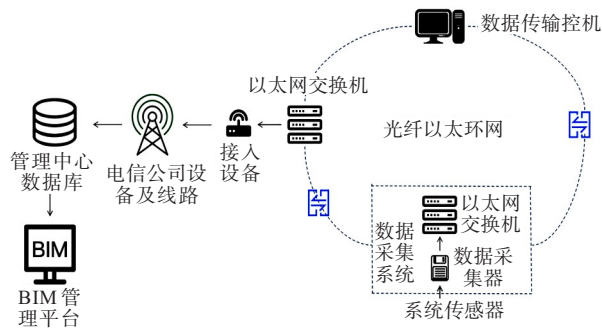 数据传输控机
以太网交换机
光纤以太环网
接入
设备
电信公司设
备及线路
管理中心
数据库
BIM
BIM管
理平台
以太网
交换机
数据
采集
系统
数据采
集器
系统传感器